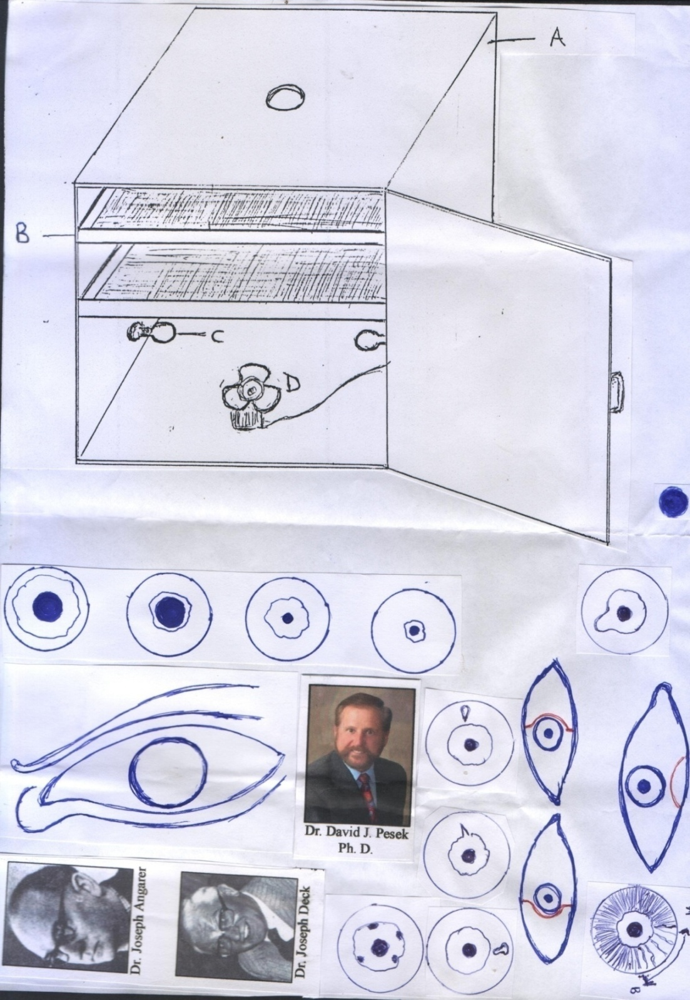 A
B
C
D
Dr. David J. Pesek
Ph. D.
Dr. Joseph Angarer
Dr. Joseph Deck
B